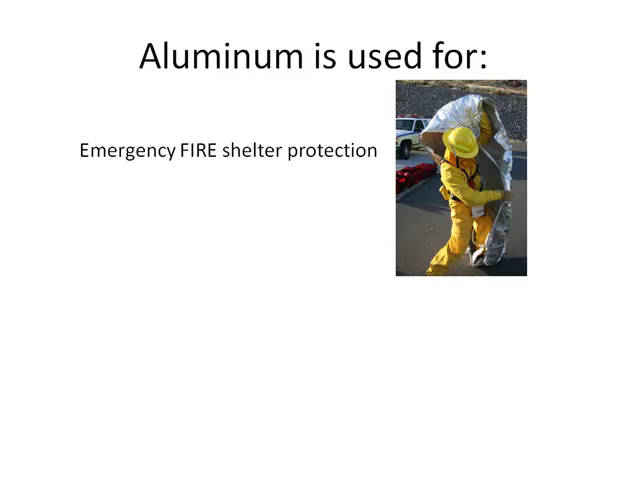 Aluminum is used for:
Emergency FIRE shelter protection